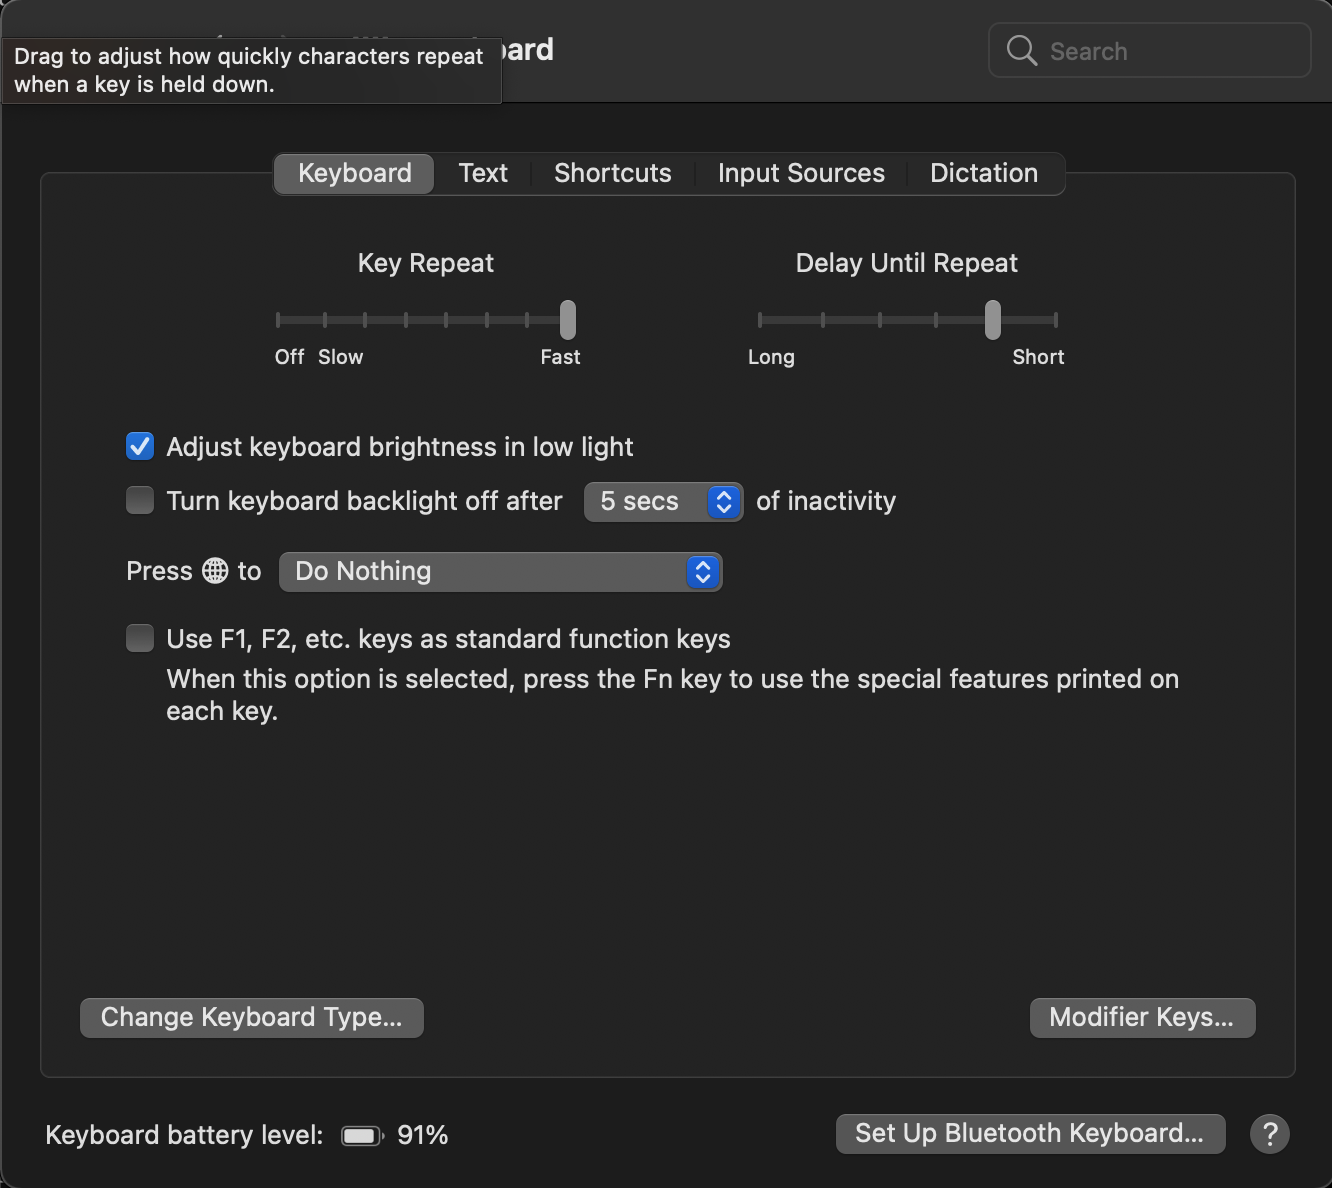 Drag to adjust how quickly characters repeat
when a key is held down.
Search
Keyboard Text Shortcuts Input Sources Dictation
Key Repeat
Off Slow Fast
Delay Until Repeat
Long Short
Adjust keyboard brightness in low light
Turn keyboard backlight off after 5 secs of inactivity
Press to Do Nothing
Use F1, F2, etc. keys as standard function keys
When this option is selected, press the Fn key to use the special features printed on
each key.
Change Keyboard Type...
Modifier Keys...
Keyboard battery level: 91%
Set Up Bluetooth Keyboard...
?